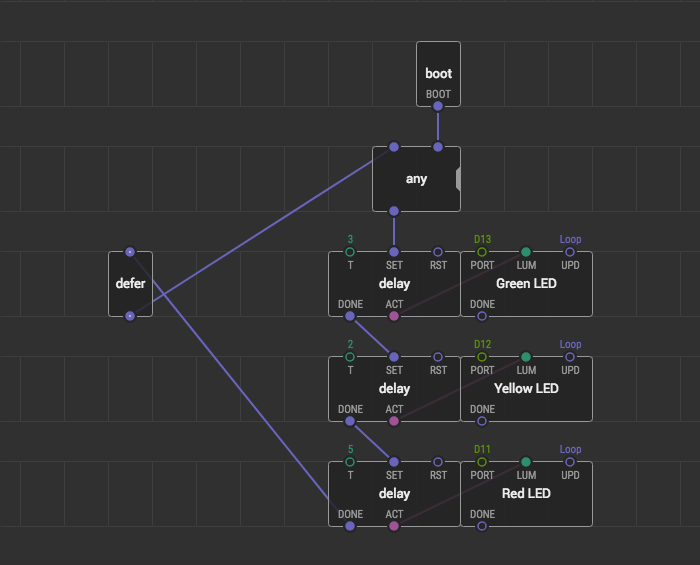 boot
BOOT
any
3 D13 Loop
T SET RST PORT LUM UPD
defer delay Green LED
DONE ACT DONE
2 D12 Loop
T SET RST PORT LUM UPD
delay Yellow LED
DONE ACT DONE
5 D11 Loop
T SET RST PORT LUM UPD
delay Red LED
DONE ACT DONE